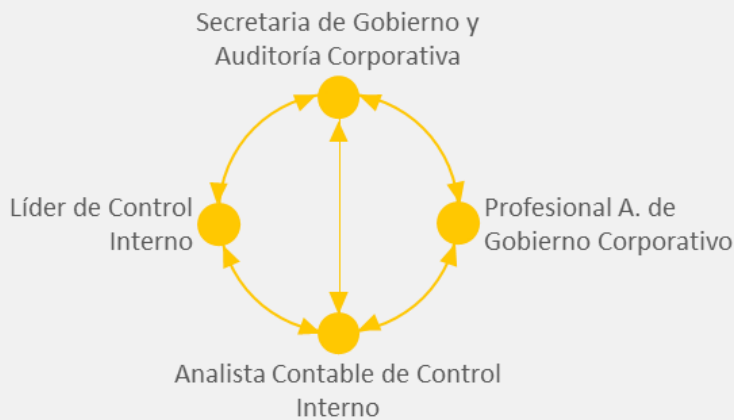 Secretaria de Gobierno y
Auditoría Corporativa
Líder de Control
Interno
Profesional A. de
Gobierno Corporativo
Analista Contable de Control
Interno